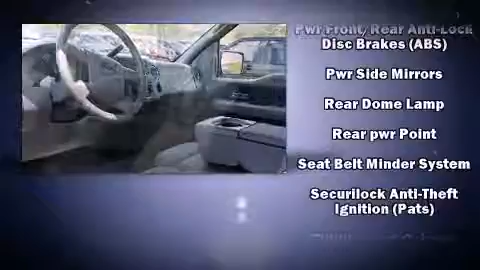 Pwr Front/Rear Anti-Lock
Disc Brakes (ABS)
Pwr Side Mirrors
Rear Dome Lamp
Rear pwr Point
Seat Belt Minder System
Securilock Anti-Theft
Ignition (Pats)